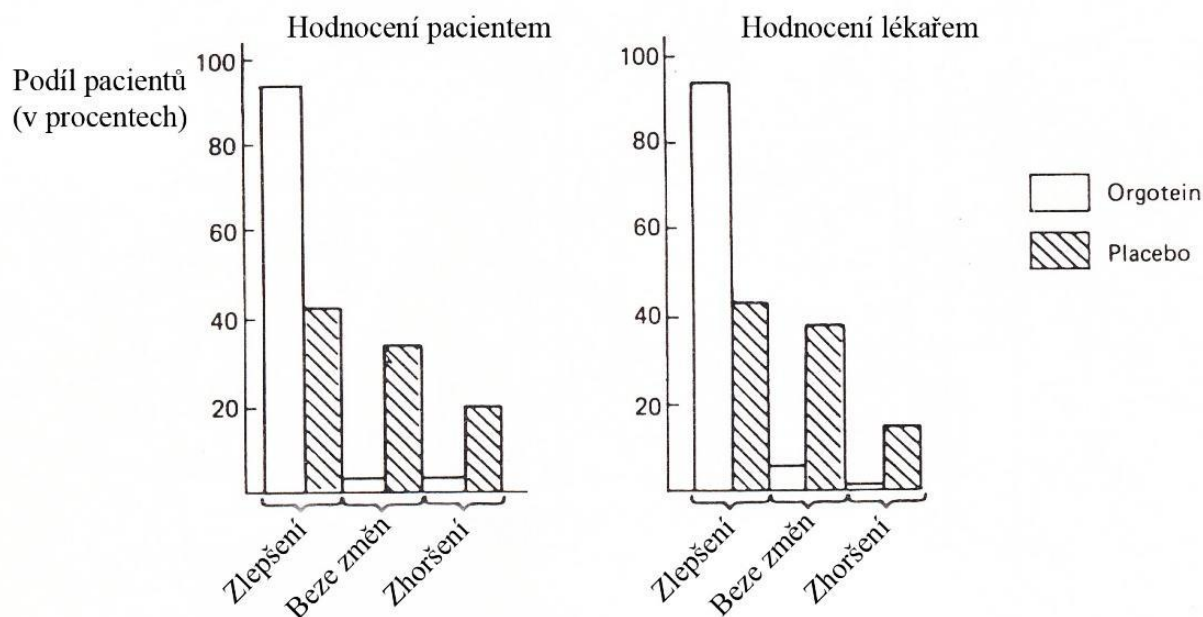 Hodnocení pacientem
Podíl pacientů
(v procentech)
100
80
60
40
20
Zlepšení
Beze změn
Zhoršení
Hodnocení lékařem
100
80
60
40
20
Zlepšení
Beze změn
Zhoršení
Orgotein
Placebo